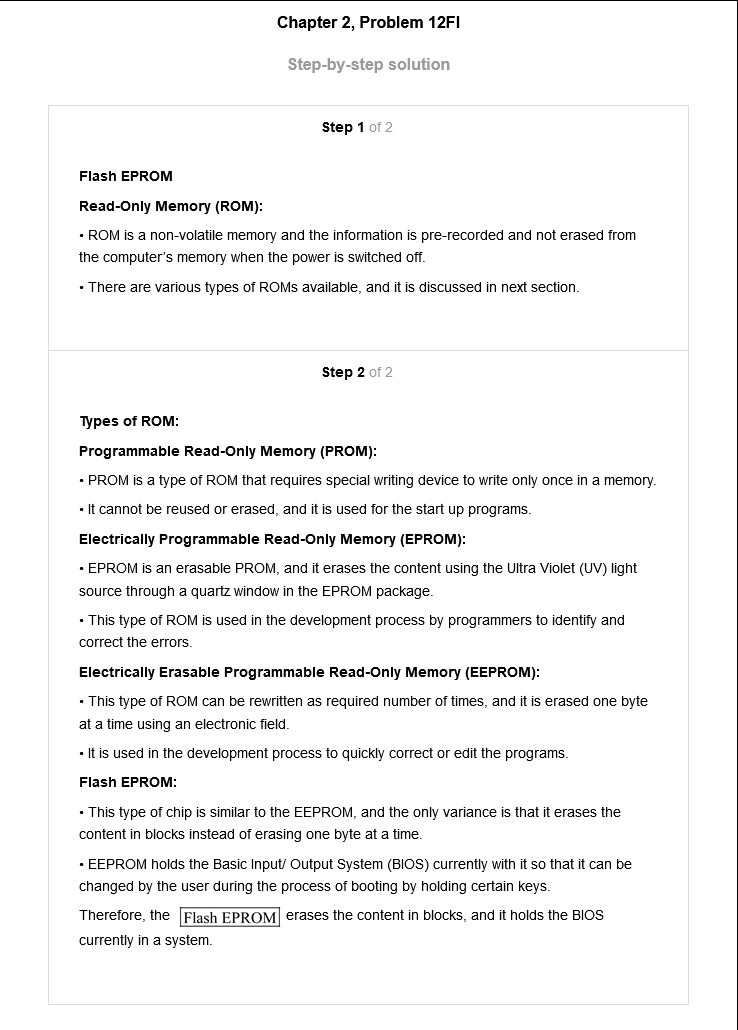 Chapter 2, Problem 12FI
Step-by-step solution
Step 1 of 2
Flash EPROM
Read-Only Memory (ROM):
• ROM is a non-volatile memory and the information is pre-recorded and not erased from
the computer's memory when the power is switched off.
• There are various types of ROMs available, and it is discussed in next section.
Step 2 of 2
Types of ROM:
Programmable Read-Only Memory (PROM):
• PROM is a type of ROM that requires special writing device to write only once in a memory.
• It cannot be reused or erased, and it is used for the start up programs.
Electrically Programmable Read-Only Memory (EPROM):
• EPROM is an erasable PROM, and it erases the content using the Ultra Violet (UV) light
source through a quartz window in the EPROM package.
• This type of ROM is used in the development process by programmers to identify and
correct the errors.
Electrically Erasable Programmable Read-Only Memory (EEPROM):
• This type of ROM can be rewritten as required number of times, and it is erased one byte
at a time using an electronic field.
• It is used in the development process to quickly correct or edit the programs.
Flash EPROM:
• This type of chip is similar to the EEPROM, and the only variance is that it erases the
content in blocks instead of erasing one byte at a time.
• EEPROM holds the Basic Input/ Output System (BIOS) currently with it so that it can be
changed by the user during the process of booting by holding certain keys.
Therefore, the Flash EPROM erases the content in blocks, and it holds the BIOS
currently in a system.